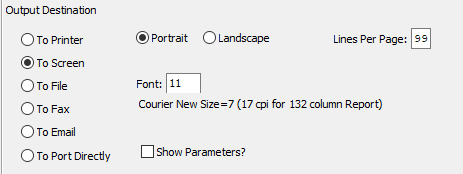 Output Destination
To Printer Portrait Landscape Lines Per Page: 99
To Screen
To File Font: 11
To Fax Courier New Size=7 (17 cpi for 132 column Report)
To Email
To Port Directly Show Parameters?